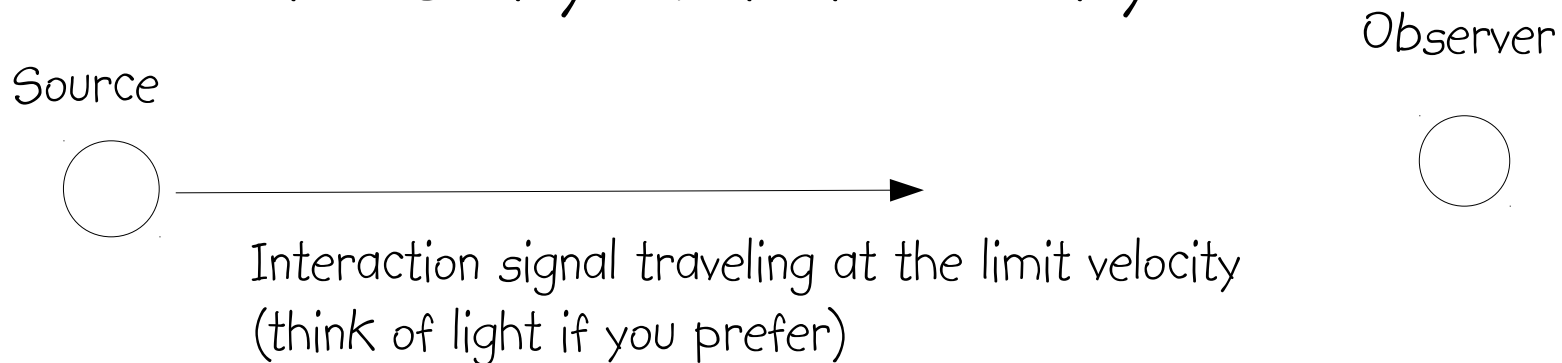 Observer
Source
Interaction signal traveling at the limit velocity
(think of light if you prefer)